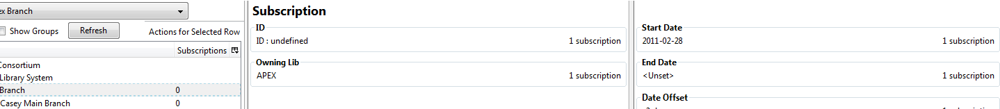 ex Branch
Show Groups Refresh Actions for Selected Row
Subscriptions
Consortium
Library System
Branch 0
Casey Main Branch 0
Subscription
ID
ID : undefined 1 subscription
Owning Lib
APEX 1 subscription
Start Date
2011-02-28 1 subscription
End Date
<Unset> 1 subscription
Date Offset